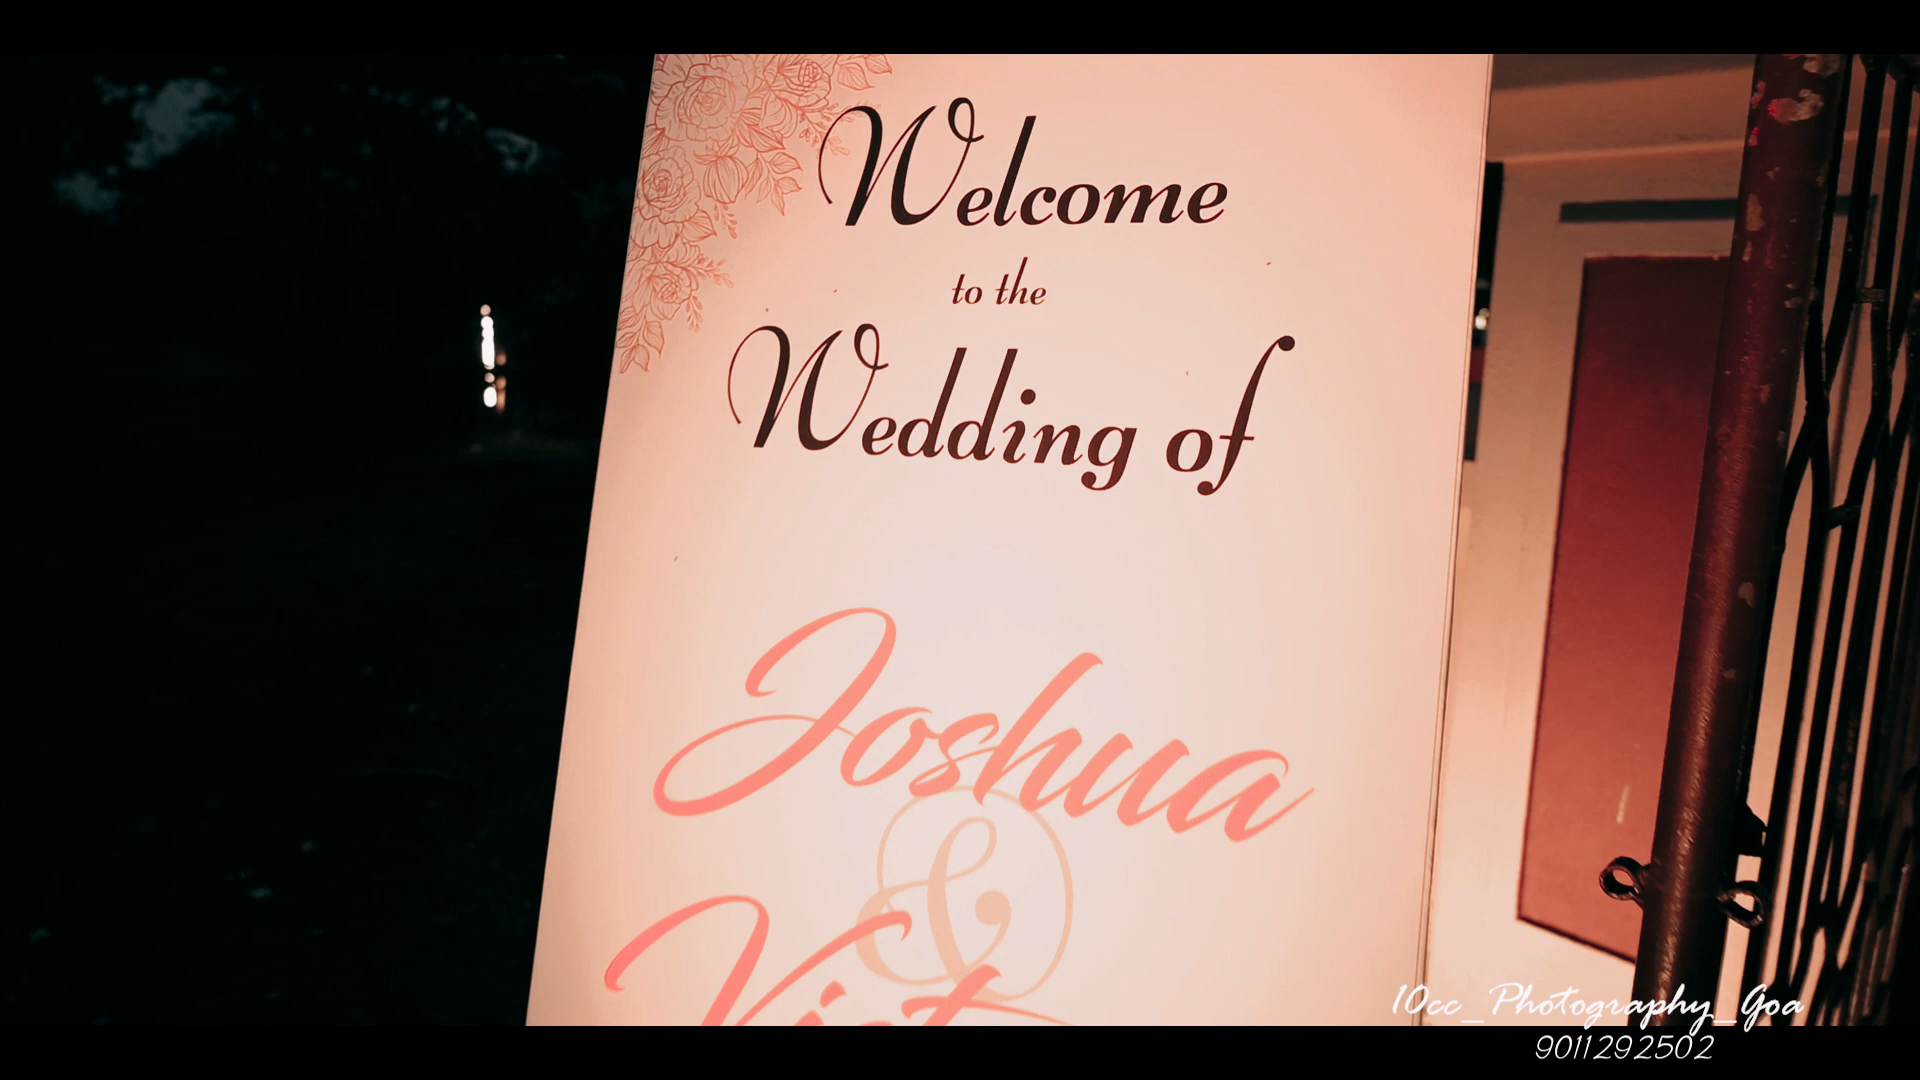 Welcome
to the
Wedding of
Joshua
&
10cc_Photography_Goa
9011292502